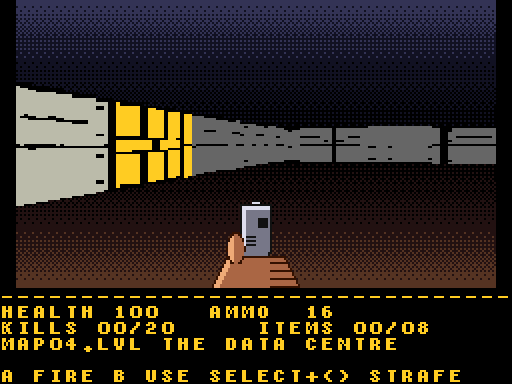 HEALTH 100 AMMO 16
KILLS 00/20 ITEMS 00/08
MAP04.LVL THE DATA CENTRE
A FIRE B USE SELECT+<> STRAFE